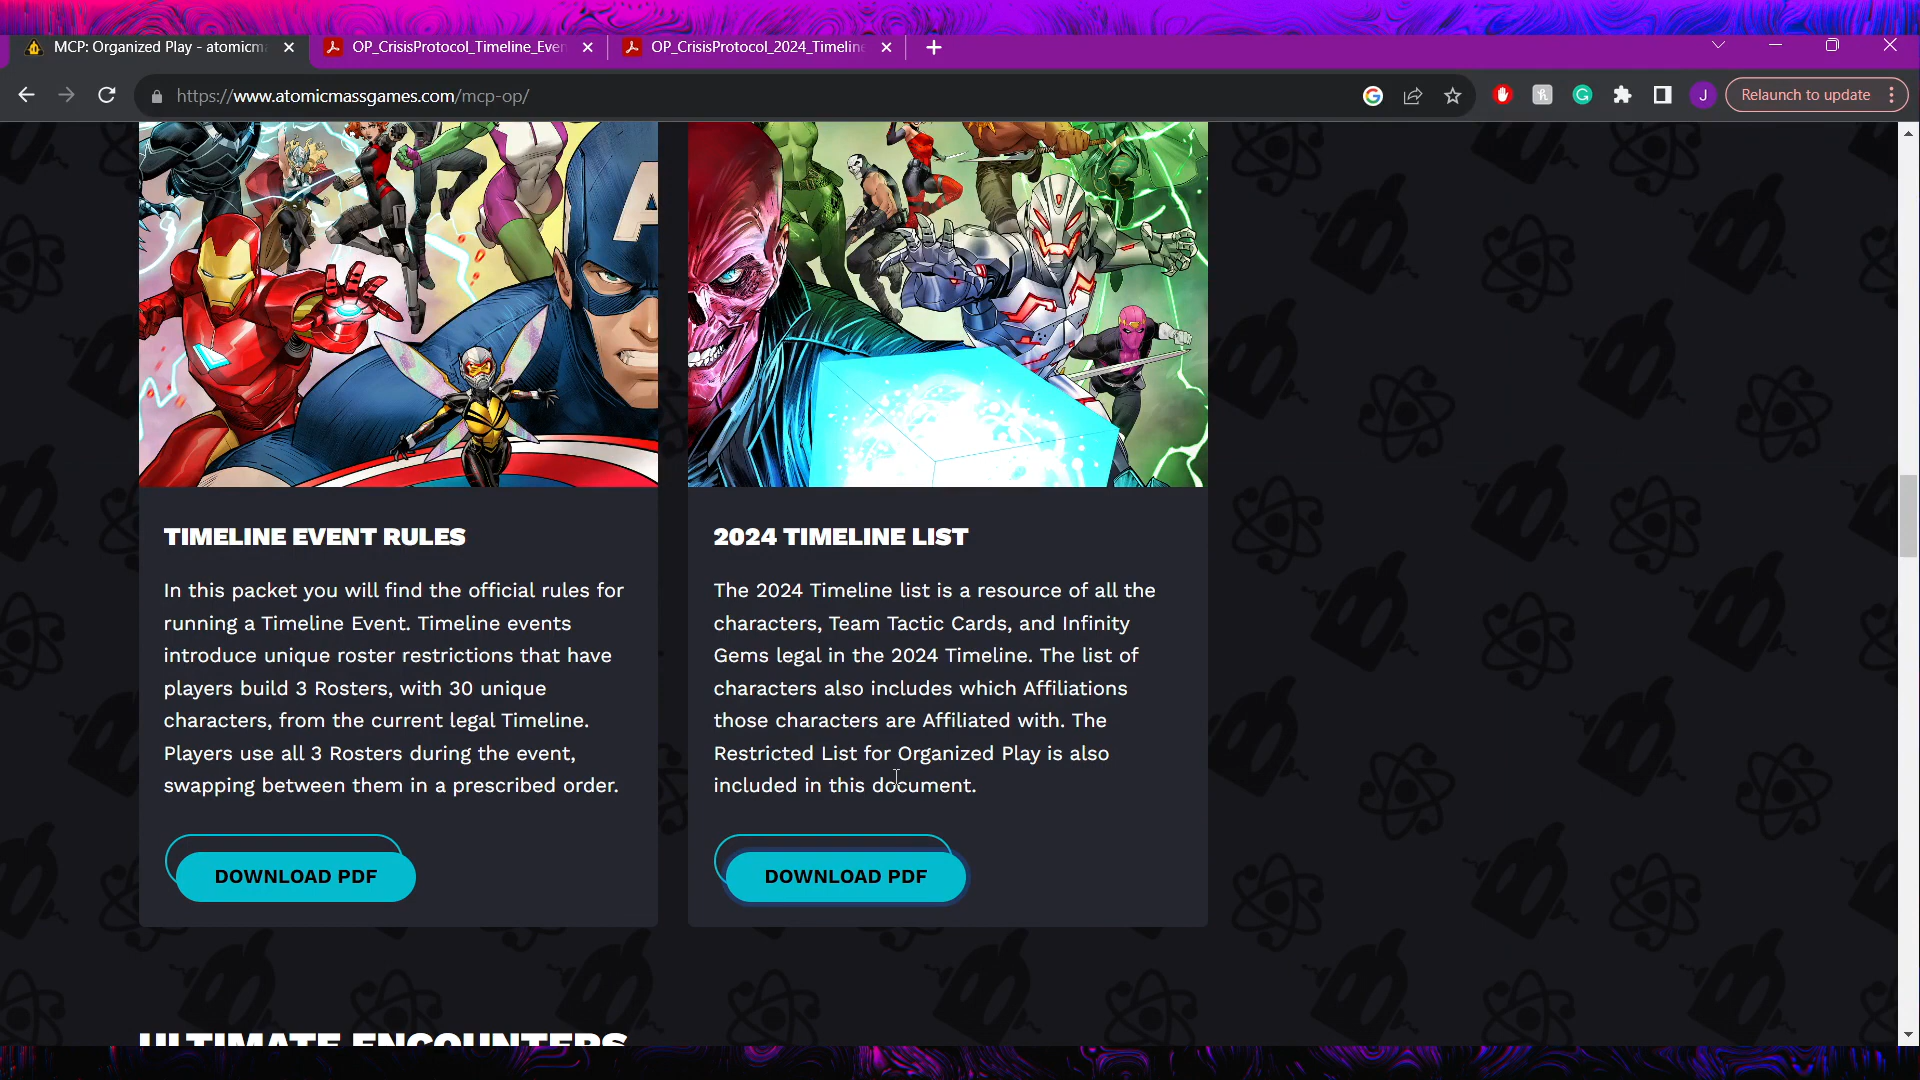 MCP: Organized Play - atomicma
OP_CrisisProtocol_Timeline_Even
OP_CrisisProtocol_2024_Timeline
https://www.atomicmassgames.com/mcp-op/
J
Relaunch to update
TIMELINE EVENT RULES
In this packet you will find the official rules for
running a Timeline Event. Timeline events
introduce unique roster restrictions that have
players build 3 Rosters, with 30 unique
characters, from the current legal Timeline.
Players use all 3 Rosters during the event,
swapping between them in a prescribed order.
DOWNLOAD PDF
2024 TIMELINE LIST
The 2024 Timeline list is a resource of all the
characters, Team Tactic Cards, and Infinity
Gems legal in the 2024 Timeline. The list of
characters also includes which Affiliations
those characters are Affiliated with. The
Restricted List for Organized Play is also
included in this document.
DOWNLOAD PDF
ULTIMATE ENCOUNTERS